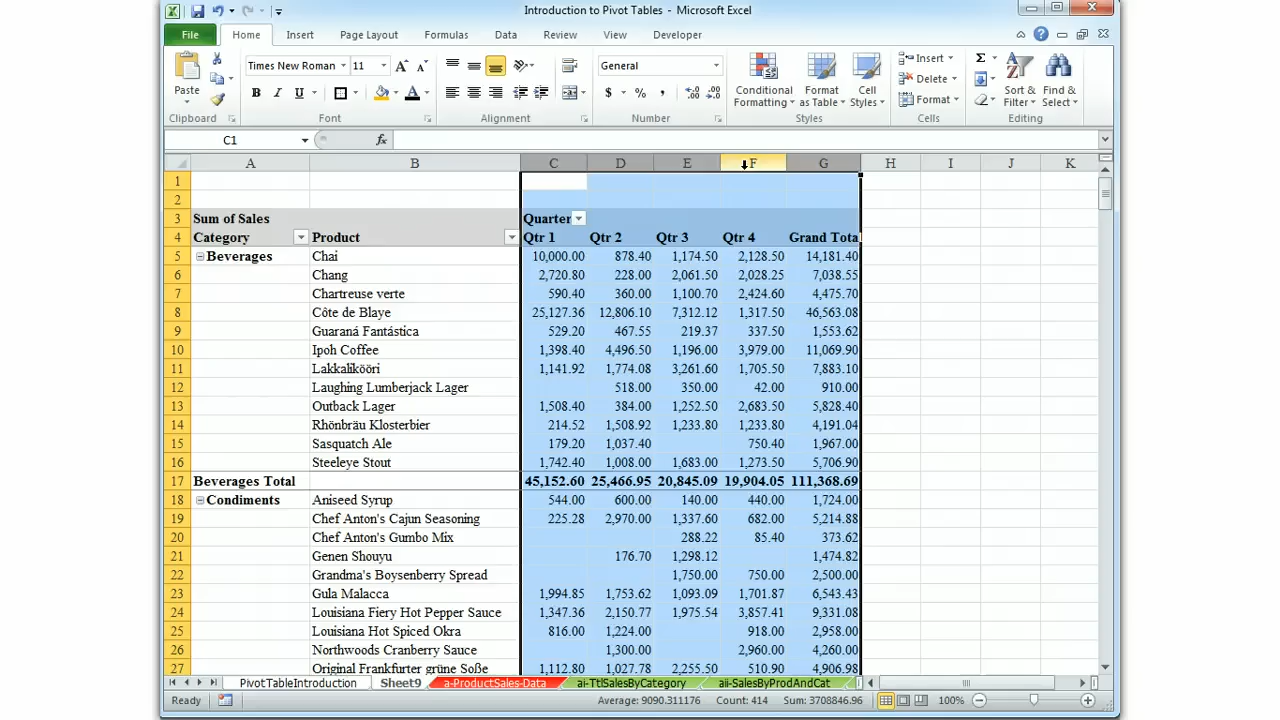 Introduction to Pivot Tables - Microsoft Excel
File Home Insert Page Layout Formulas Data Review View Developer
Paste
Times New Roman 11
B I U A
General
$ % ,
Conditional Formatting
Format as Table
Cell Styles
Insert
Delete
Format
Σ
Sort & Filter
Find & Select
Clipboard Font Alignment Number Styles Cells Editing
C1 fx
A B C D E F G H I J K
1
2
3 Sum of Sales Quarter
4 Category Product Qtr 1 Qtr 2 Qtr 3 Qtr 4 Grand Tota
5 Beverages Chai 10,000.00 878.40 1,174.50 2,128.50 14,181.40
6 Chang 2,720.80 228.00 2,061.50 2,028.25 7,038.55
7 Chartreuse verte 590.40 360.00 1,100.70 2,424.60 4,475.70
8 Côte de Blaye 25,127.36 12,806.10 7,312.12 1,317.50 46,563.08
9 Guaraná Fantástica 529.20 467.55 219.37 337.50 1,553.62
10 Ipoh Coffee 1,398.40 4,496.50 1,196.00 3,979.00 11,069.90
11 Lakkalikööri 1,141.92 1,774.08 3,261.60 1,705.50 7,883.10
12 Laughing Lumberjack Lager 518.00 350.00 42.00 910.00
13 Outback Lager 1,508.40 384.00 1,252.50 2,683.50 5,828.40
14 Rhönbräu Klosterbier 214.52 1,508.92 1,233.80 1,233.80 4,191.04
15 Sasquatch Ale 179.20 1,037.40 750.40 1,967.00
16 Steeleye Stout 1,742.40 1,008.00 1,683.00 1,273.50 5,706.90
17 Beverages Total 45,152.60 25,466.95 20,845.09 19,904.05 111,368.69
18 Condiments Aniseed Syrup 544.00 600.00 140.00 440.00 1,724.00
19 Chef Anton's Cajun Seasoning 225.28 2,970.00 1,337.60 682.00 5,214.88
20 Chef Anton's Gumbo Mix 288.22 85.40 373.62
21 Genen Shouyu 176.70 1,298.12 1,474.82
22 Grandma's Boysenberry Spread 1,750.00 750.00 2,500.00
23 Gula Malacca 1,994.85 1,753.62 1,093.09 1,701.87 6,543.43
24 Louisiana Fiery Hot Pepper Sauce 1,347.36 2,150.77 1,975.54 3,857.41 9,331.08
25 Louisiana Hot Spiced Okra 816.00 1,224.00 918.00 2,958.00
26 Northwoods Cranberry Sauce 1,300.00 2,960.00 4,260.00
27 Original Frankfurter grüne Soße 1,112.80 1,027.78 2,255.50 510.90 4,906.98
PivotTableIntroduction Sheet9 a-ProductSales-Data ai-TtlSalesByCategory aii-SalesByProdAndCat
Ready Average: 9090.311176 Count: 414 Sum: 3708846.96 100%